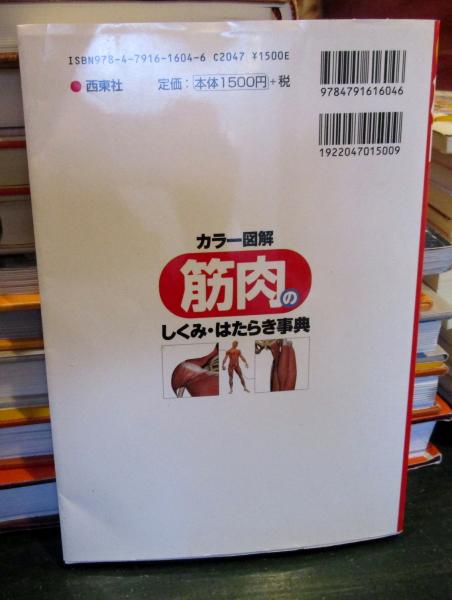 ISBN978-4-7916-1604-6 C2047 ¥1500E
西東社 定価：本体1500円+税
9784791616046
1922047015009
カラー図解
筋肉の
しくみ・はたらき事典